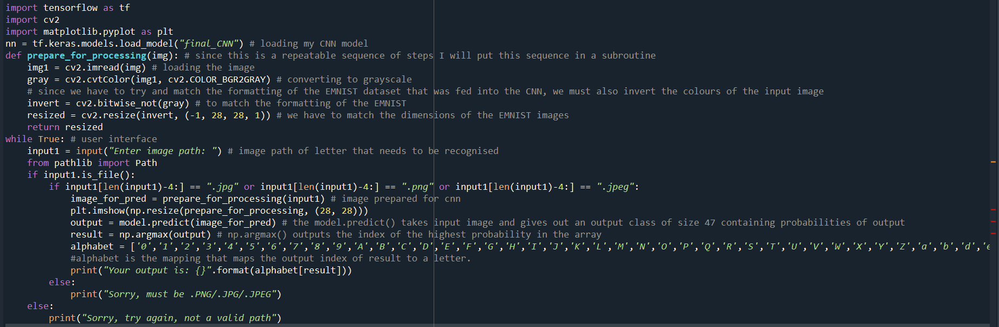 import tensorflow as tf
import cv2
import matplotlib.pyplot as plt
nn = tf.keras.models.load_model("final_CNN") # loading my CNN model
def prepare_for_processing(img): # since this is a repeatable sequence of steps I will put this sequence in a subroutine
    img1 = cv2.imread(img) # loading the image
    gray = cv2.cvtColor(img1, cv2.COLOR_BGR2GRAY) # converting to grayscale
    # since we have to try and match the formatting of the EMNIST dataset that was fed into the CNN, we must also invert the colours of the input image
    invert = cv2.bitwise_not(gray) # to match the formatting of the EMNIST
    resized = cv2.resize(invert, (-1, 28, 28, 1)) # we have to match the dimensions of the EMNIST images
    return resized
while True: # user interface
    input1 = input("Enter image path: ") # image path of letter that needs to be recognised
    from pathlib import Path
    if input1.is_file():
        if input1[len(input1)-4:] == ".jpg" or input1[len(input1)-4:] == ".png" or input1[len(input1)-4:] == ".jpeg":
            image_for_pred = prepare_for_processing(input1) # image prepared for cnn
            plt.imshow(np.resize(prepare_for_processing, (28, 28)))
            output = model.predict(image_for_pred) # the model.predict() takes input image and gives out an output class of size 47 containing probabilities of output
            result = np.argmax(output) # np.argmax() outputs the index of the highest probability in the array
            alphabet = ['0','1','2','3','4','5','6','7','8','9','A','B','C','D','E','F','G','H','I','J','K','L','M','N','O','P','Q','R','S','T','U','V','W','X','Y','Z','a','b','d','e
            #alphabet is the mapping that maps the output index of result to a letter.
            print("Your output is: {}".format(alphabet[result]))
        else:
            print("Sorry, must be .PNG/.JPG/.JPEG")
    else:
        print("Sorry, try again, not a valid path")